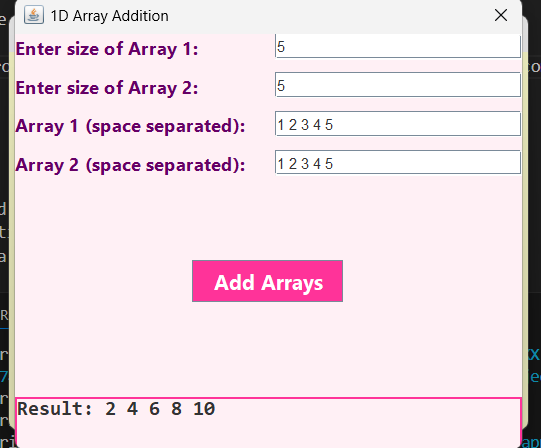 1D Array Addition
Enter size of Array 1: 5
Enter size of Array 2: 5
Array 1 (space separated): 1 2 3 4 5
Array 2 (space separated): 1 2 3 4 5
Add Arrays
Result: 2 4 6 8 10